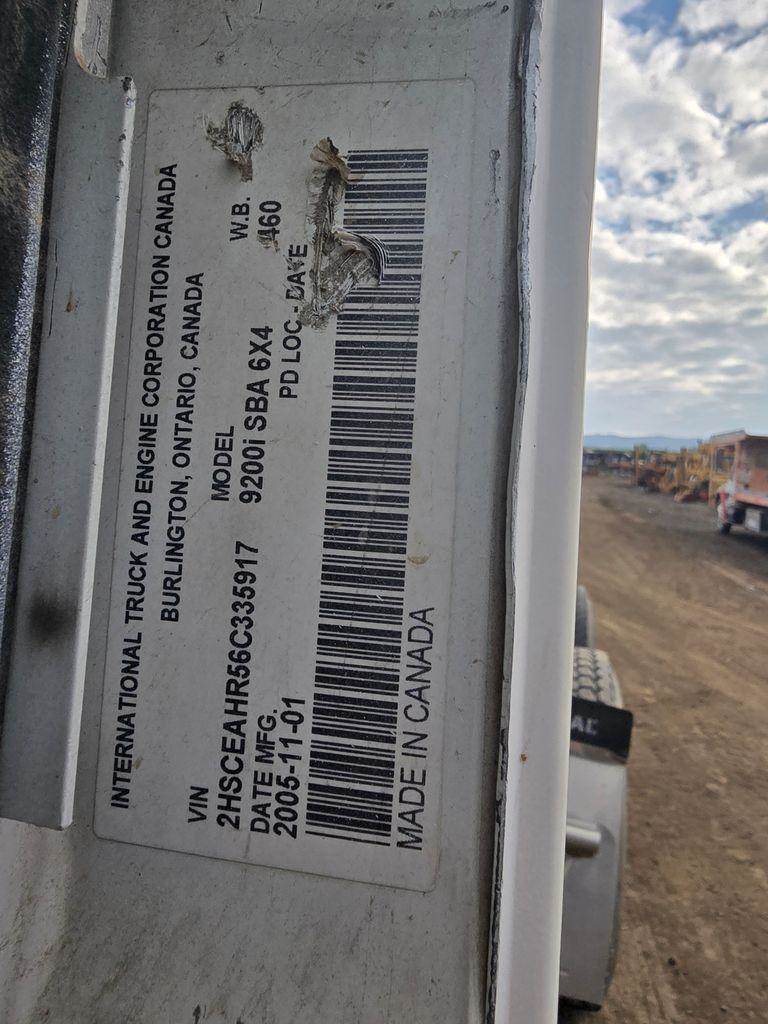 INTERNATIONAL TRUCK AND ENGINE CORPORATION CANADA
BURLINGTON, ONTARIO, CANADA
VIN MODEL W.B.
2HSCEAHR56C335917 9200i SBA 6X4 460
DATE MFG. PD LOC - DATE
2005-11-01
MADE IN CANADA